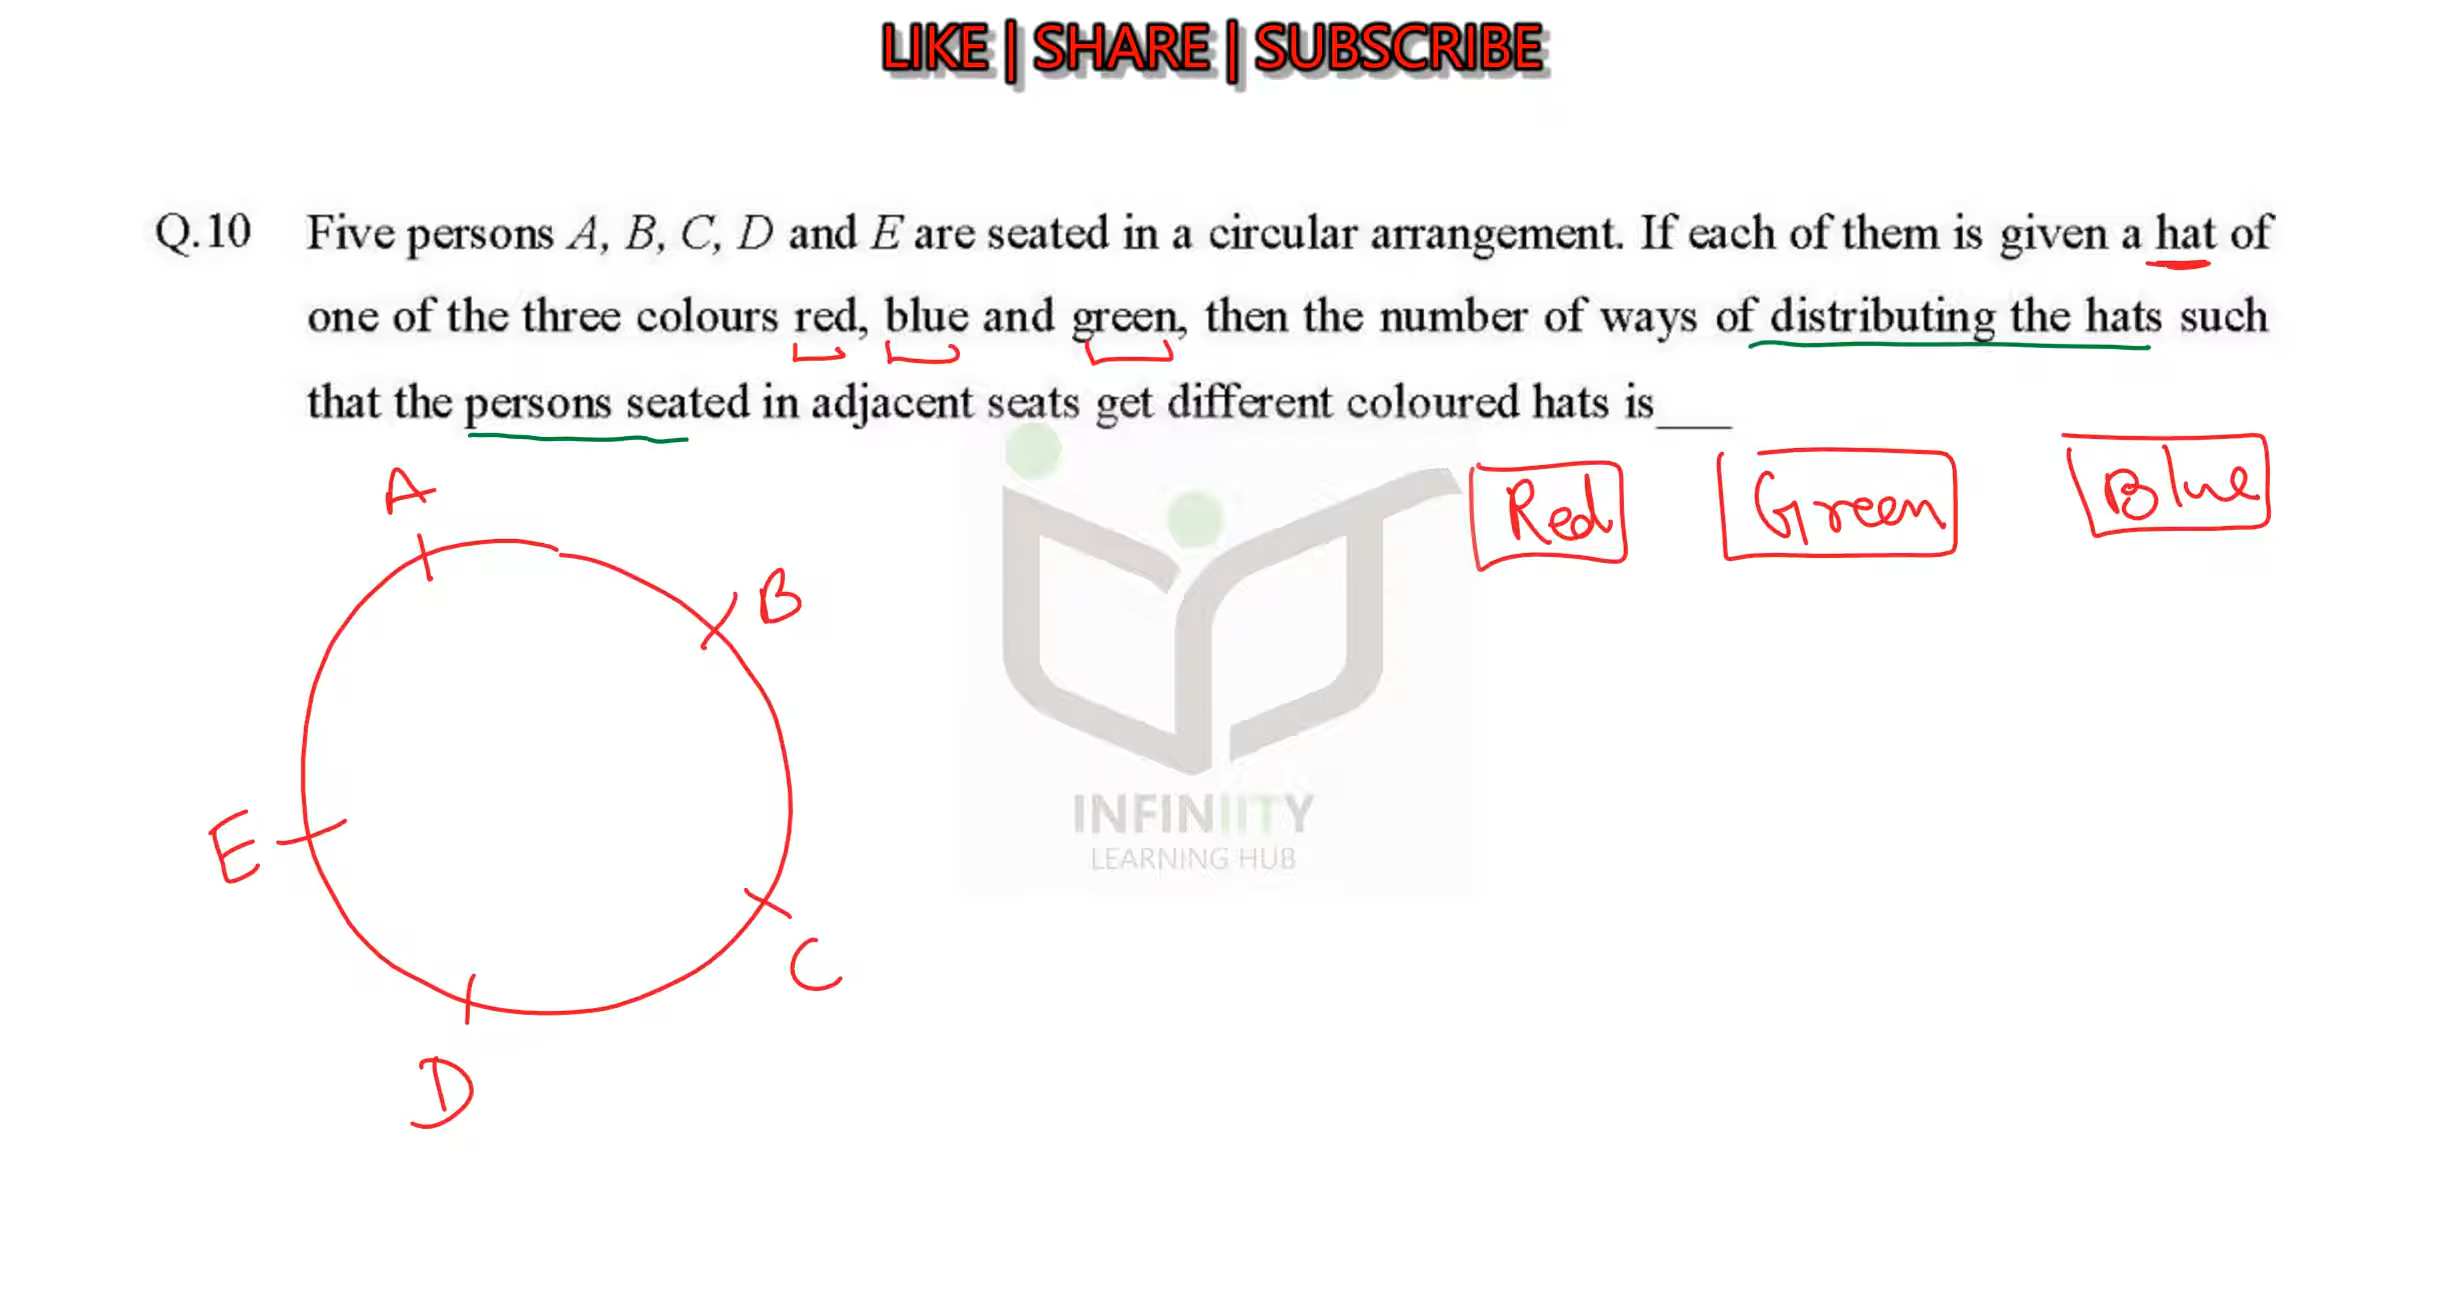 LIKE | SHARE | SUBSCRIBE
Q.10 Five persons A, B, C, D and E are seated in a circular arrangement. If each of them is given a hat of
one of the three colours red, blue and green, then the number of ways of distributing the hats such
that the persons seated in adjacent seats get different coloured hats is____
Red Green Blue
A
B
E
C
D
INFINIITY
LEARNING HUB